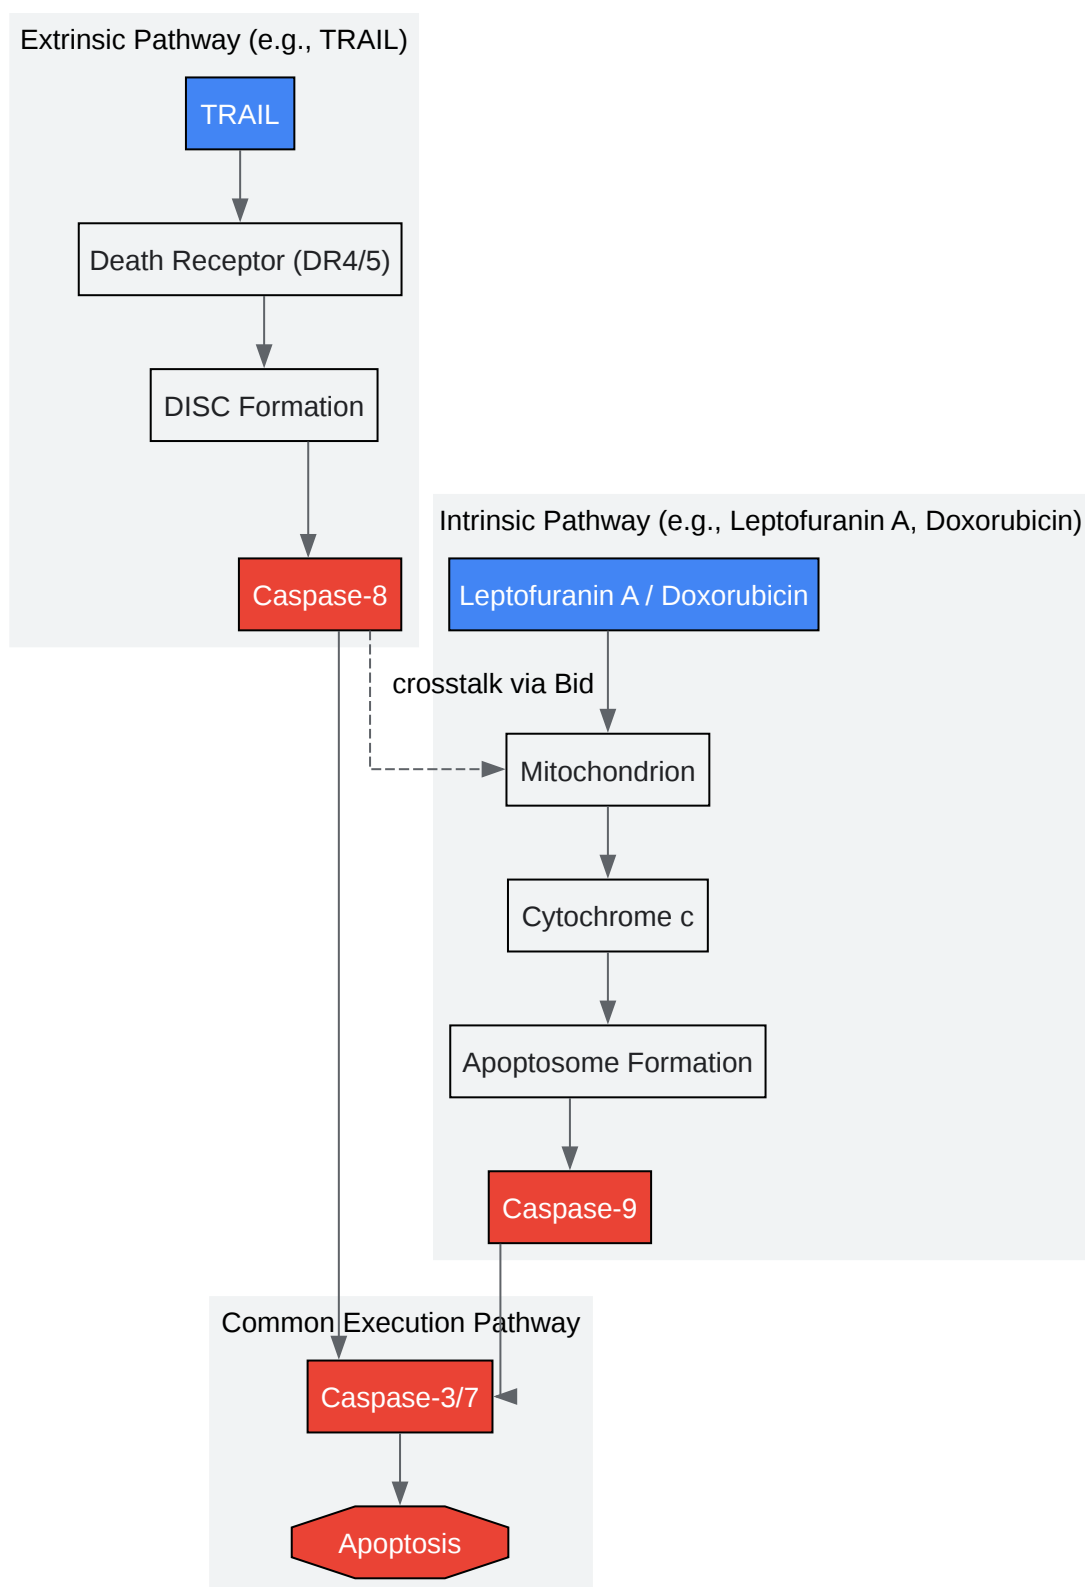 Extrinsic Pathway (e.g., TRAIL)
TRAIL
Death Receptor (DR4/5)
DISC Formation
Caspase-8
Intrinsic Pathway (e.g., Leptofuranin A, Doxorubicin)
Leptofuranin A / Doxorubicin
crosstalk via Bid
Mitochondrion
Cytochrome c
Apoptosome Formation
Caspase-9
Common Execution Pathway
Caspase-3/7
Apoptosis